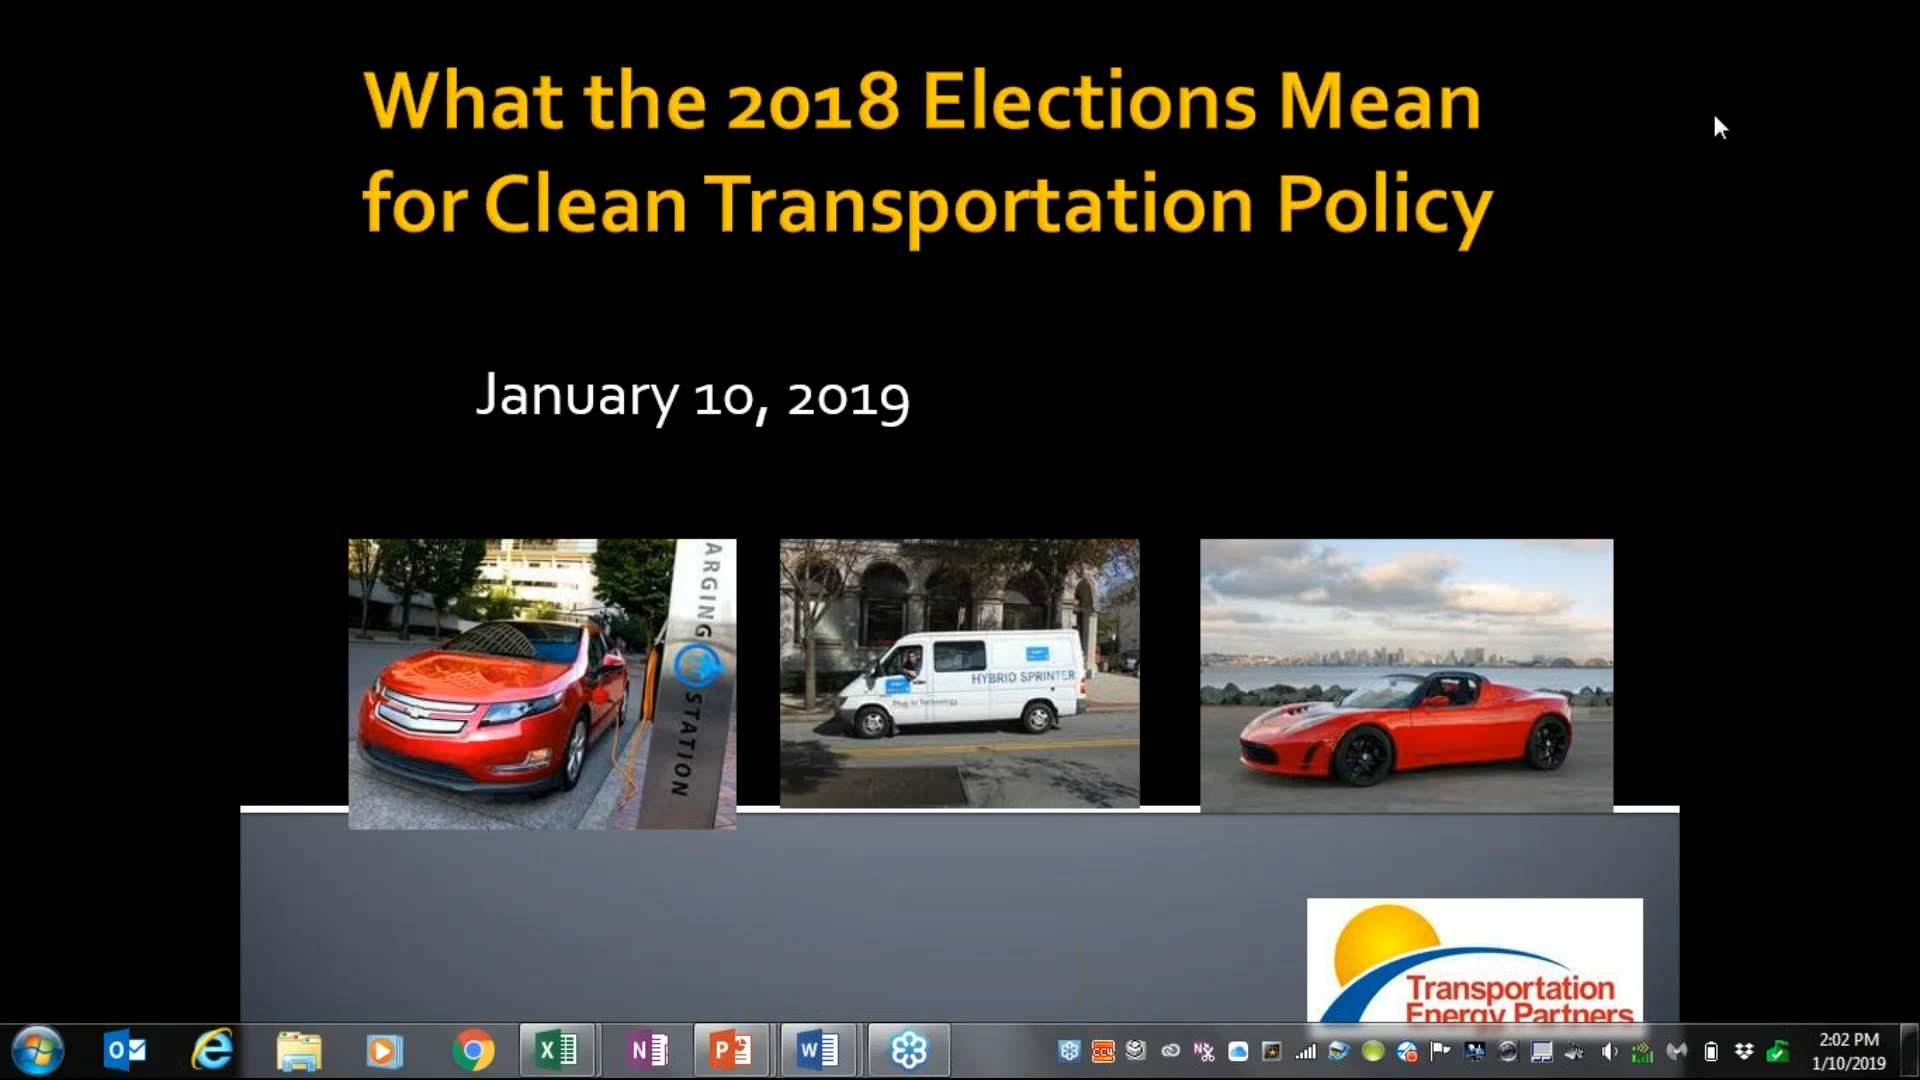 What the 2018 Elections Mean
for Clean Transportation Policy
January 10, 2019
ARGING
STATION
HYBRID SPRINTER
Transportation
Energy Partners
2:02 PM
1/10/2019